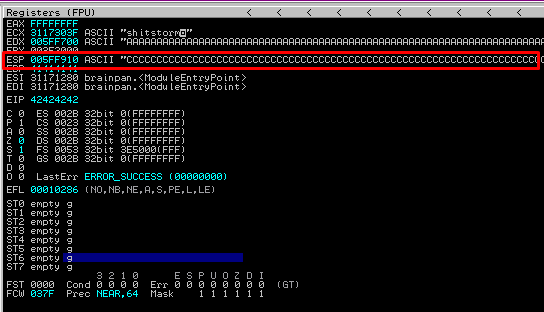 Registers (FPU) < < < < < < < < < <
EAX FFFFFFFF
ECX 3117303F ASCII "shitstorm
EDX 005FF700 ASCII "AAAAAAAAAAAAAAAAAAAAAAAAAAAAAAAAAAAAAAAAAAAAAAAAAAAAAAAAAAAAAAAAAAAA
ESP 005FF910 ASCII "CCCCCCCCCCCCCCCCCCCCCCCCCCCCCCCCCCCCCCCCCCCCCCCCCCCCCCCCCCCCCCCCCCCC
ESI 31171280 brainpan.<ModuleEntryPoint>
EDI 31171280 brainpan.<ModuleEntryPoint>
EIP 42424242
C 0 ES 002B 32bit 0(FFFFFFFF)
P 1 CS 0023 32bit 0(FFFFFFFF)
A 0 SS 002B 32bit 0(FFFFFFFF)
Z 0 DS 002B 32bit 0(FFFFFFFF)
S 1 FS 0053 32bit 3E5000(FFF)
T 0 GS 002B 32bit 0(FFFFFFFF)
D 0
O 0 LastErr ERROR_SUCCESS (00000000)
EFL 00010286 (NO,NB,NE,A,S,PE,L,LE)
ST0 empty g
ST1 empty g
ST2 empty g
ST3 empty g
ST4 empty g
ST5 empty g
ST6 empty g
ST7 empty g
3 2 1 0 E S P U O Z D I
FST 0000 Cond 0 0 0 0 Err 0 0 0 0 0 0 0 0 (GT)
FCW 037F Prec NEAR,64 Mask 1 1 1 1 1 1